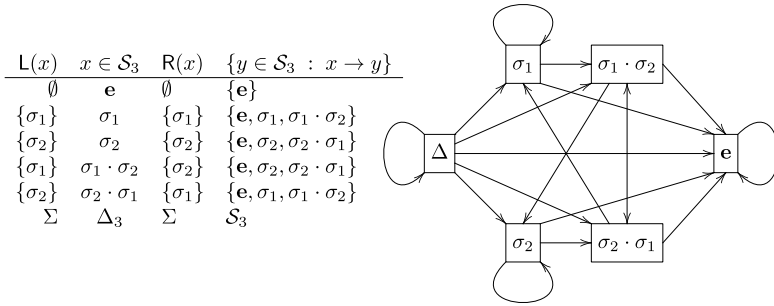 L(x) x ∈ S₃ R(x) {y ∈ S₃ : x → y}
∅ e ∅ {e}
{σ₁} σ₁ {σ₁} {e, σ₁, σ₁ · σ₂}
{σ₂} σ₂ {σ₂} {e, σ₂, σ₂ · σ₁}
{σ₁} σ₁ · σ₂ {σ₂} {e, σ₂, σ₂ · σ₁}
{σ₂} σ₂ · σ₁ {σ₁} {e, σ₁, σ₁ · σ₂}
Σ Δ₃ Σ S₃
σ₁ σ₁ · σ₂
Δ e
σ₂ σ₂ · σ₁